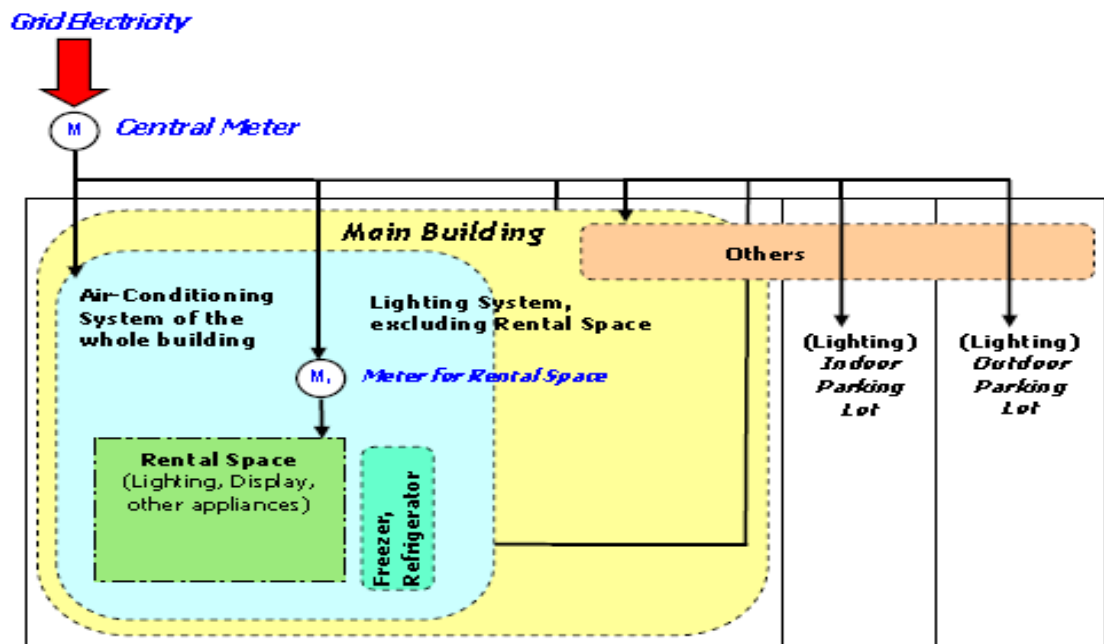 Grid Electricity
M
Central Meter
Main Building
Others
Air-Conditioning
System of the
whole building
Lighting System,
excluding Rental Space
(Lighting)
Indoor
Parking
Lot
(Lighting)
Outdoor
Parking
Lot
M₁
Meter for Rental Space
Rental Space
(Lighting, Display,
other appliances)
Freezer,
Refrigerator